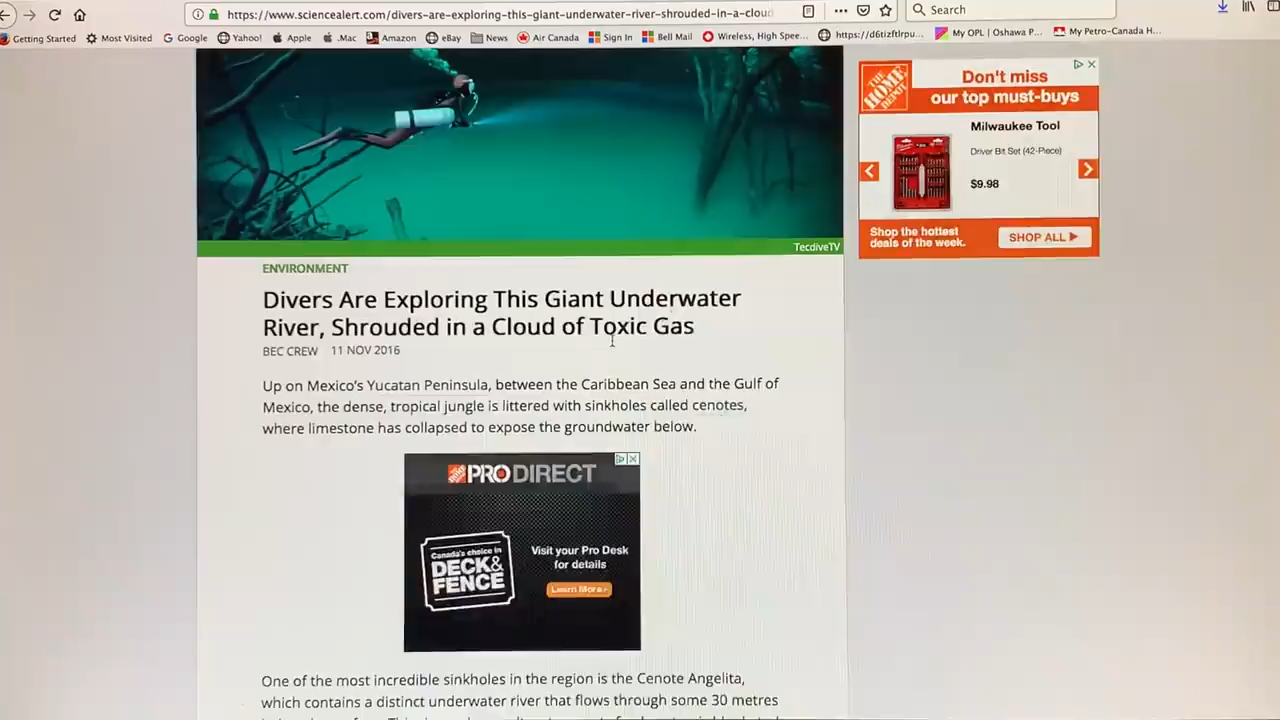 https://www.sciencealert.com/divers-are-exploring-this-giant-underwater-river-shrouded-in-a-cloud
Search
Getting Started
Most Visited
Google
Yahoo!
Apple
.Mac
Amazon
eBay
News
Air Canada
Sign In
Bell Mail
Wireless, High Spee...
https://d6tizftlrpu...
My OPL | Oshawa P...
My Petro-Canada H...
TecdiveTV
THE HOME DEPOT
Don't miss
our top must-buys
Milwaukee Tool
Driver Bit Set (42-Piece)
$9.98
Shop the hottest
deals of the week.
SHOP ALL
ENVIRONMENT
Divers Are Exploring This Giant Underwater
River, Shrouded in a Cloud of Toxic Gas
BEC CREW 11 NOV 2016
Up on Mexico's Yucatan Peninsula, between the Caribbean Sea and the Gulf of
Mexico, the dense, tropical jungle is littered with sinkholes called cenotes,
where limestone has collapsed to expose the groundwater below.
PRO DIRECT
Canada's choice in
DECK &
FENCE
Visit your Pro Desk
for details
Learn More
One of the most incredible sinkholes in the region is the Cenote Angelita,
which contains a distinct underwater river that flows through some 30 metres